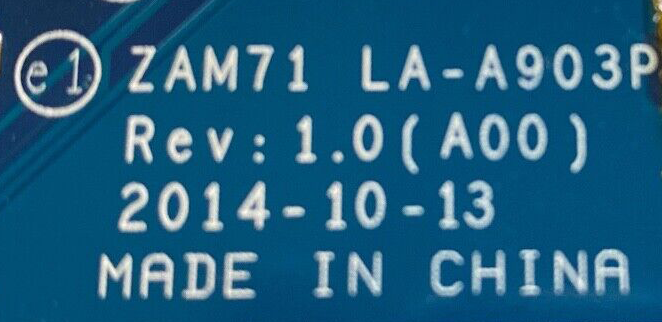 e1 ZAM71 LA-A903P
Rev: 1.0(A00)
2014-10-13
MADE IN CHINA